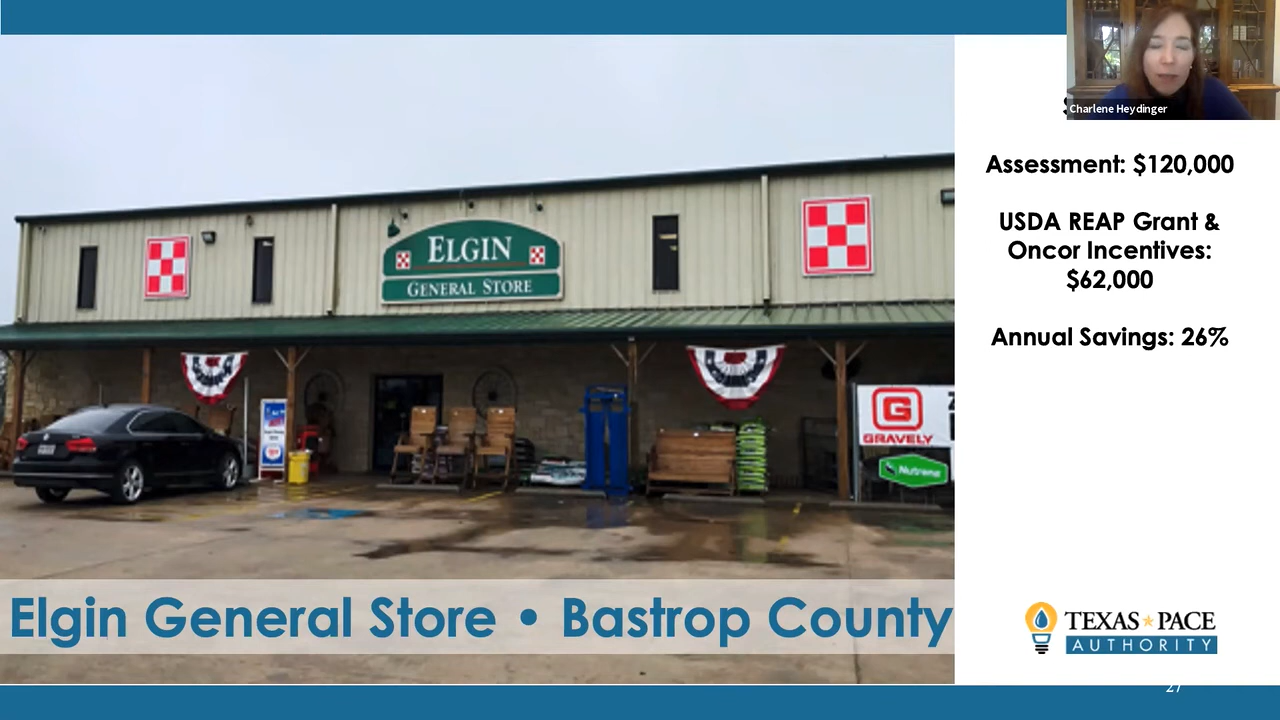 Charlene Heydinger
Assessment: $120,000
USDA REAP Grant &
Oncor Incentives:
$62,000
Annual Savings: 26%
ELGIN
GENERAL STORE
G
GRAVELY
Nutrena
Elgin General Store • Bastrop County
TEXAS PACE
AUTHORITY
27